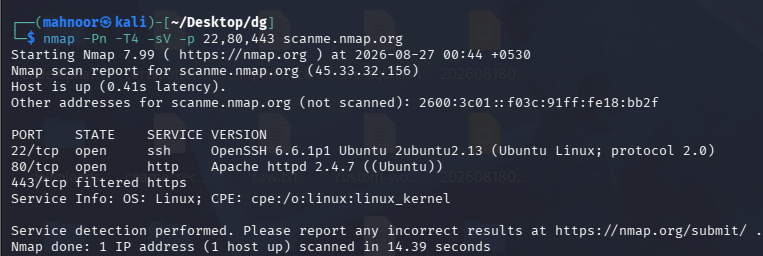 ┌──(mahnoor㉿kali)-[~/Desktop/dg]
└─$ nmap -Pn -T4 -sV -p 22,80,443 scanme.nmap.org
Starting Nmap 7.99 ( https://nmap.org ) at 2026-08-27 00:44 +0530
Nmap scan report for scanme.nmap.org (45.33.32.156)
Host is up (0.41s latency).
Other addresses for scanme.nmap.org (not scanned): 2600:3c01::f03c:91ff:fe18:bb2f

PORT    STATE    SERVICE VERSION
22/tcp  open     ssh     OpenSSH 6.6.1p1 Ubuntu 2ubuntu2.13 (Ubuntu Linux; protocol 2.0)
80/tcp  open     http    Apache httpd 2.4.7 ((Ubuntu))
443/tcp filtered https
Service Info: OS: Linux; CPE: cpe:/o:linux:linux_kernel

Service detection performed. Please report any incorrect results at https://nmap.org/submit/ .
Nmap done: 1 IP address (1 host up) scanned in 14.39 seconds